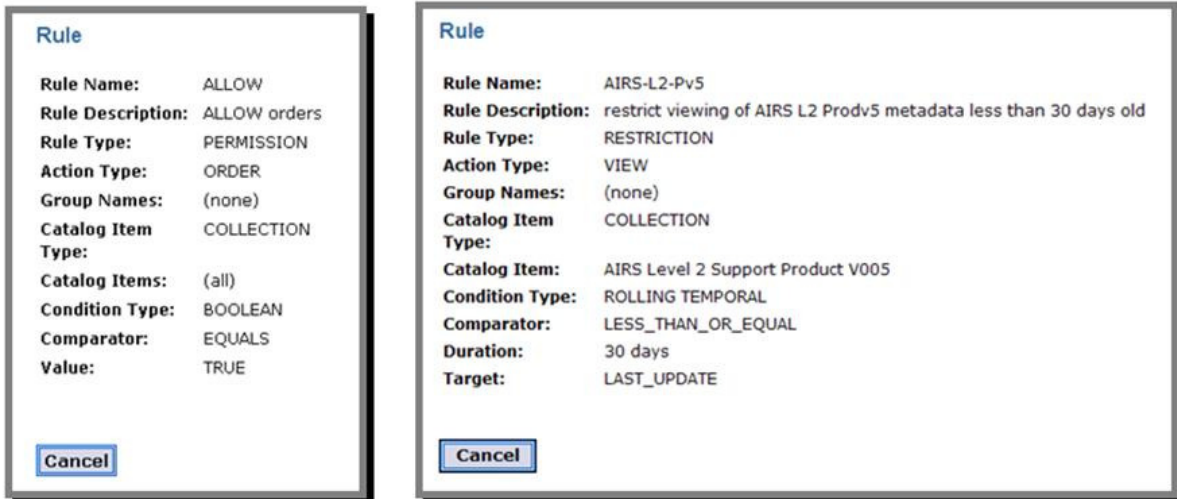 Rule
Rule Name: ALLOW
Rule Description: ALLOW orders
Rule Type: PERMISSION
Action Type: ORDER
Group Names: (none)
Catalog Item COLLECTION
Type:
Catalog Items: (all)
Condition Type: BOOLEAN
Comparator: EQUALS
Value: TRUE
Cancel
Rule
Rule Name: AIRS-L2-Pv5
Rule Description: restrict viewing of AIRS L2 Prodv5 metadata less than 30 days old
Rule Type: RESTRICTION
Action Type: VIEW
Group Names: (none)
Catalog Item COLLECTION
Type:
Catalog Item: AIRS Level 2 Support Product V005
Condition Type: ROLLING TEMPORAL
Comparator: LESS_THAN_OR_EQUAL
Duration: 30 days
Target: LAST_UPDATE
Cancel